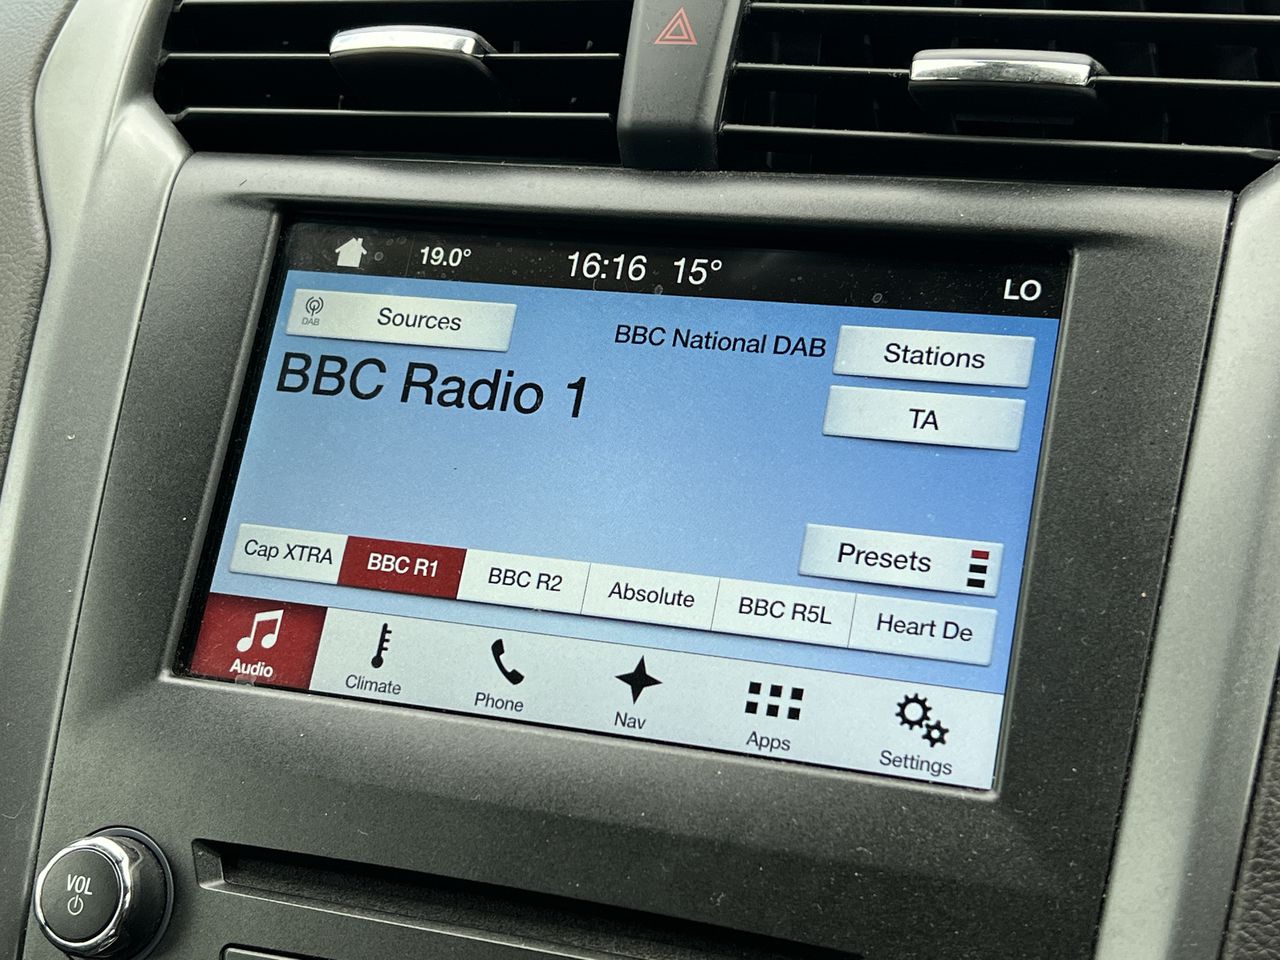 19.0° 16:16 15° LO
DAB Sources BBC National DAB Stations
BBC Radio 1
TA
Presets
Cap XTRA BBC R1 BBC R2 Absolute BBC R5L Heart De
Audio Climate Phone Nav Apps Settings
VOL